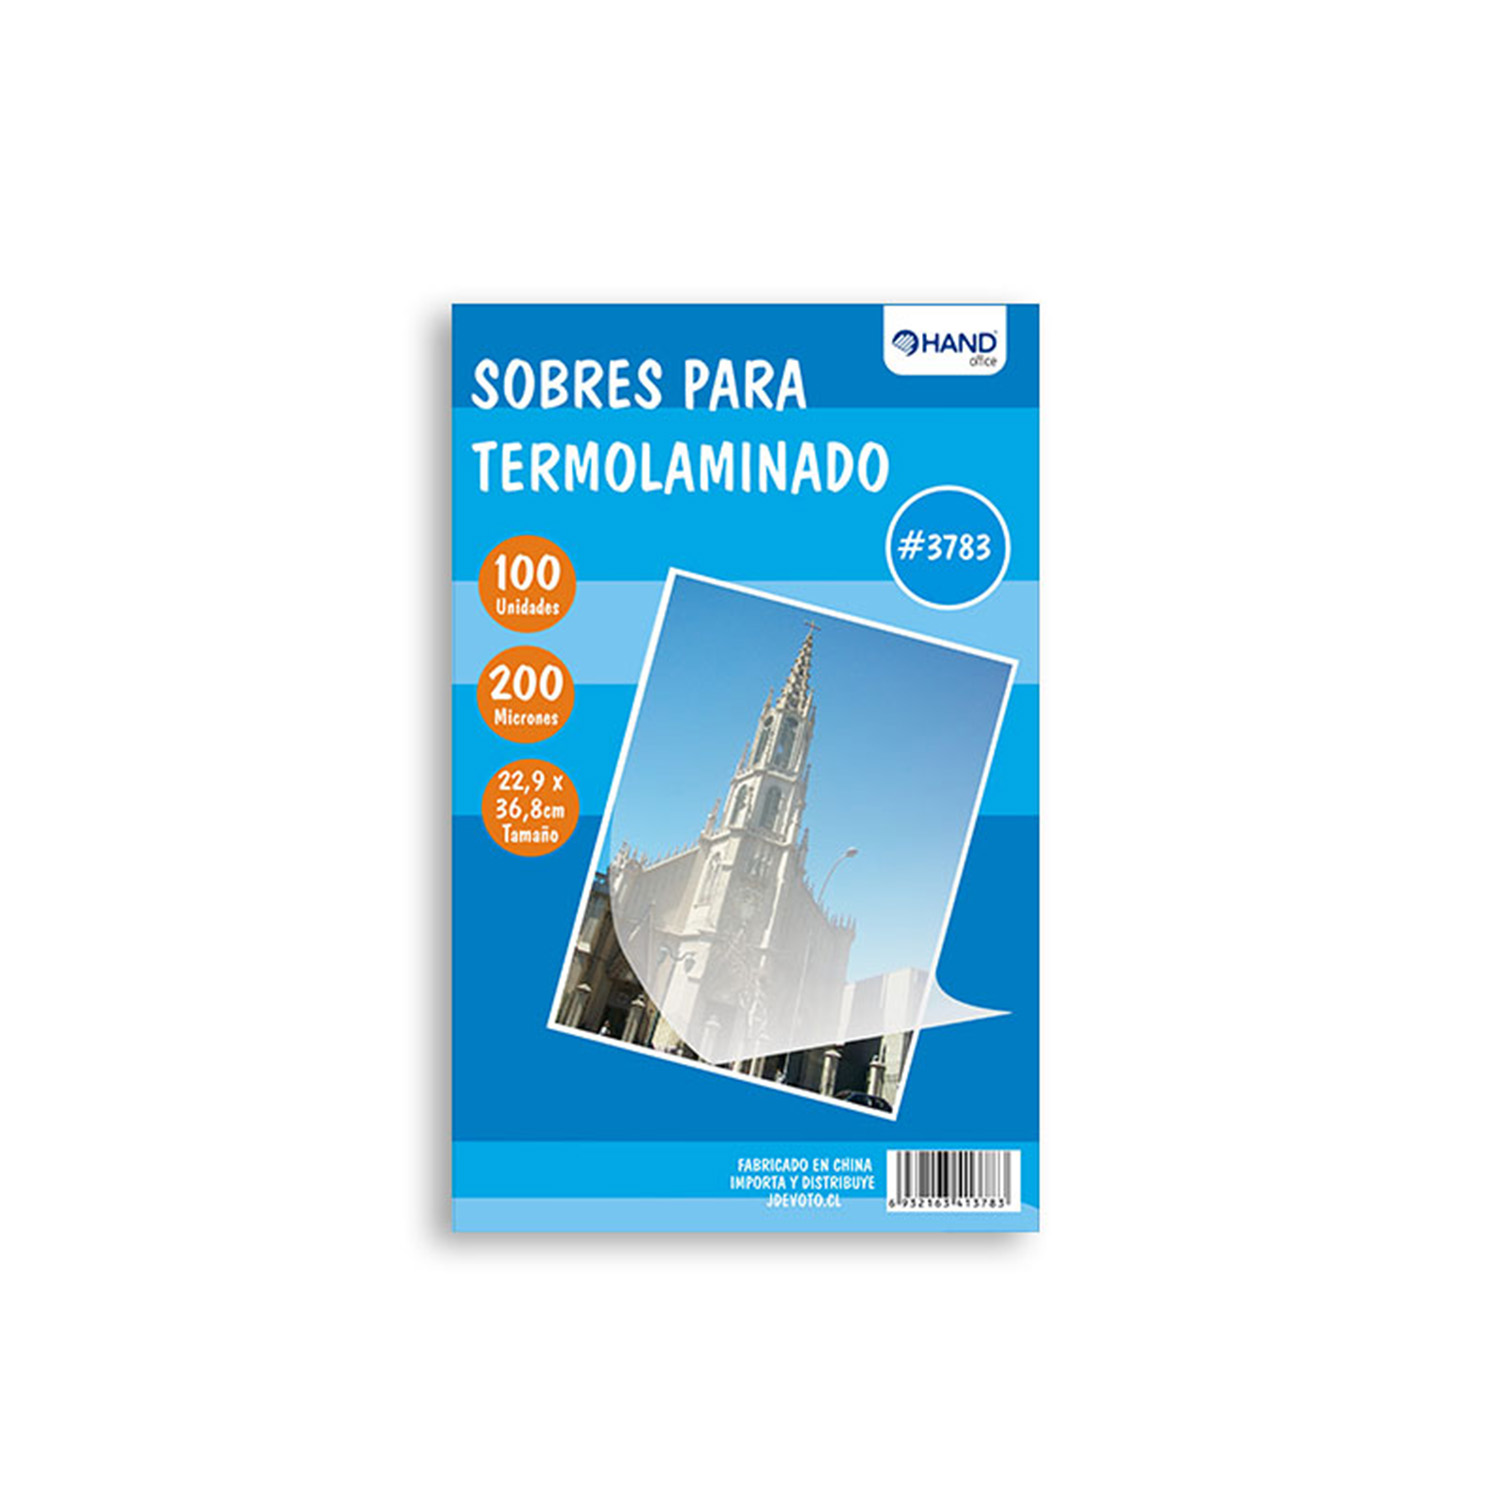 HAND
office
SOBRES PARA
TERMOLAMINADO
#3783
100
Unidades
200
Micrones
22,9 x
36,8cm
Tamaño
FABRICADO EN CHINA
IMPORTA Y DISTRIBUYE
JDEVOTO.CL
6 932163 413783